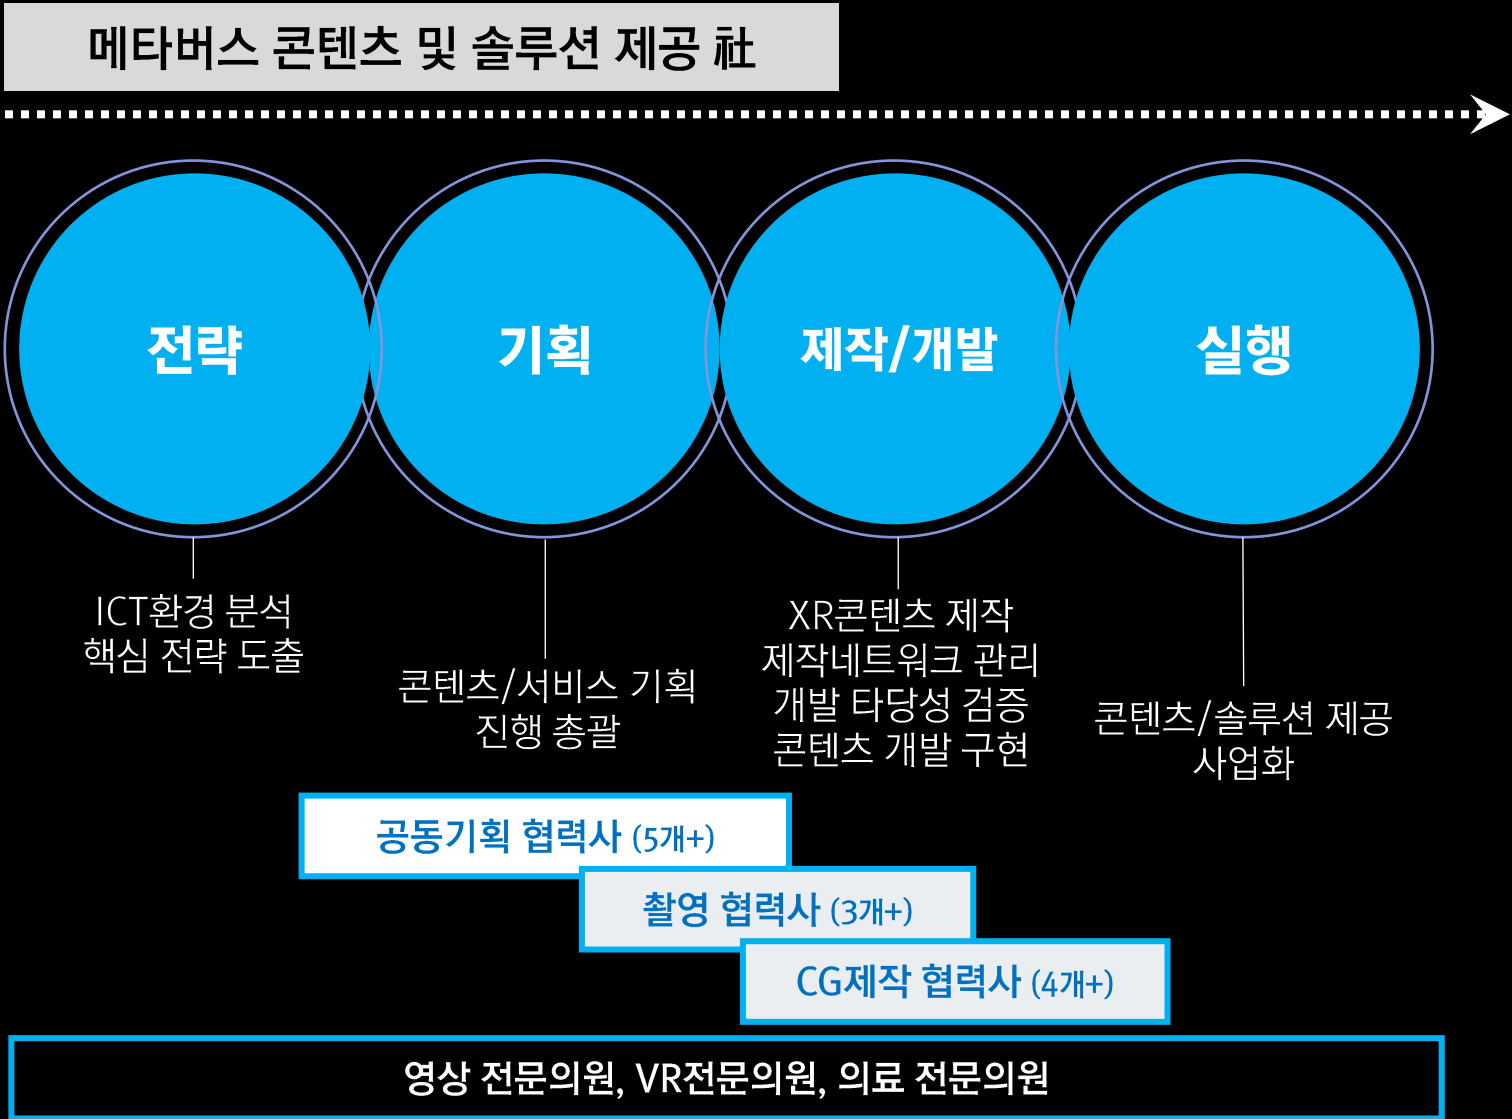 메타버스 콘텐츠 및 솔루션 제공 社
전략
기획
제작/개발
실행
ICT환경 분석
핵심 전략 도출
콘텐츠/서비스 기획
진행 총괄
XR콘텐츠 제작
제작네트워크 관리
개발 타당성 검증
콘텐츠 개발 구현
콘텐츠/솔루션 제공
사업화
공동기획 협력사 (5개+)
촬영 협력사 (3개+)
CG제작 협력사 (4개+)
영상 전문의원, VR전문의원, 의료 전문의원